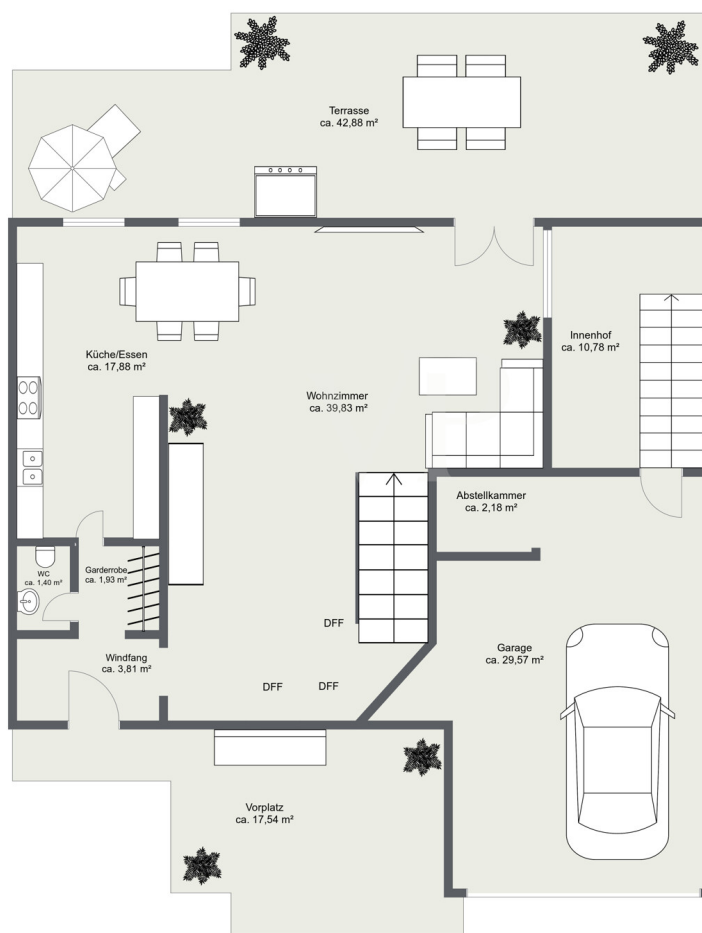 Terrasse
ca. 42,88 m²
Küche/Essen
ca. 17,88 m²
Wohnzimmer
ca. 39,83 m²
Innenhof
ca. 10,78 m²
Abstellkammer
ca. 2,18 m²
WC
ca. 1,40 m²
Garderrobe
ca. 1,93 m²
DFF
Windfang
ca. 3,81 m²
Garage
ca. 29,57 m²
DFF
DFF
Vorplatz
ca. 17,54 m²